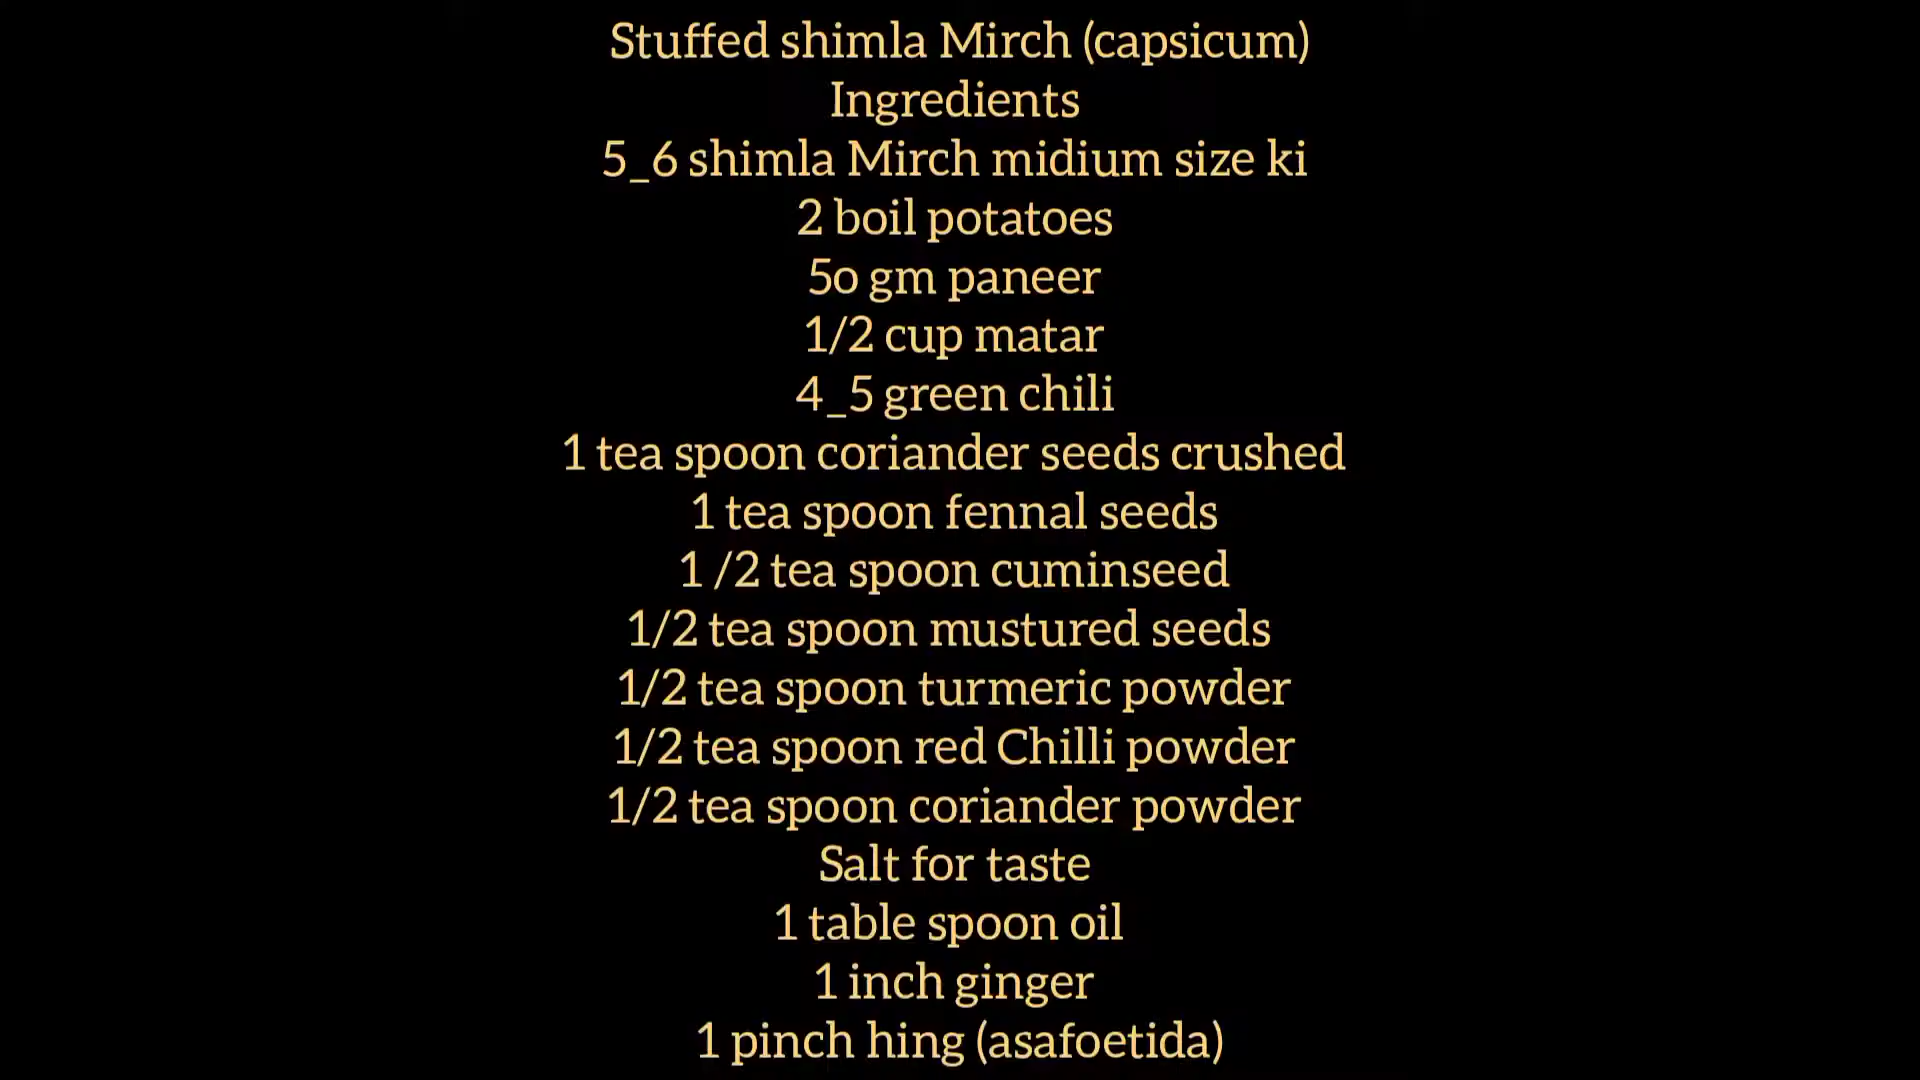 Stuffed shimla Mirch (capsicum)
Ingredients
5_6 shimla Mirch midium size ki
2 boil potatoes
5o gm paneer
1/2 cup matar
4_5 green chili
1 tea spoon coriander seeds crushed
1 tea spoon fennal seeds
1 /2 tea spoon cuminseed
1/2 tea spoon mustured seeds
1/2 tea spoon turmeric powder
1/2 tea spoon red Chilli powder
1/2 tea spoon coriander powder
Salt for taste
1 table spoon oil
1 inch ginger
1 pinch hing (asafoetida)